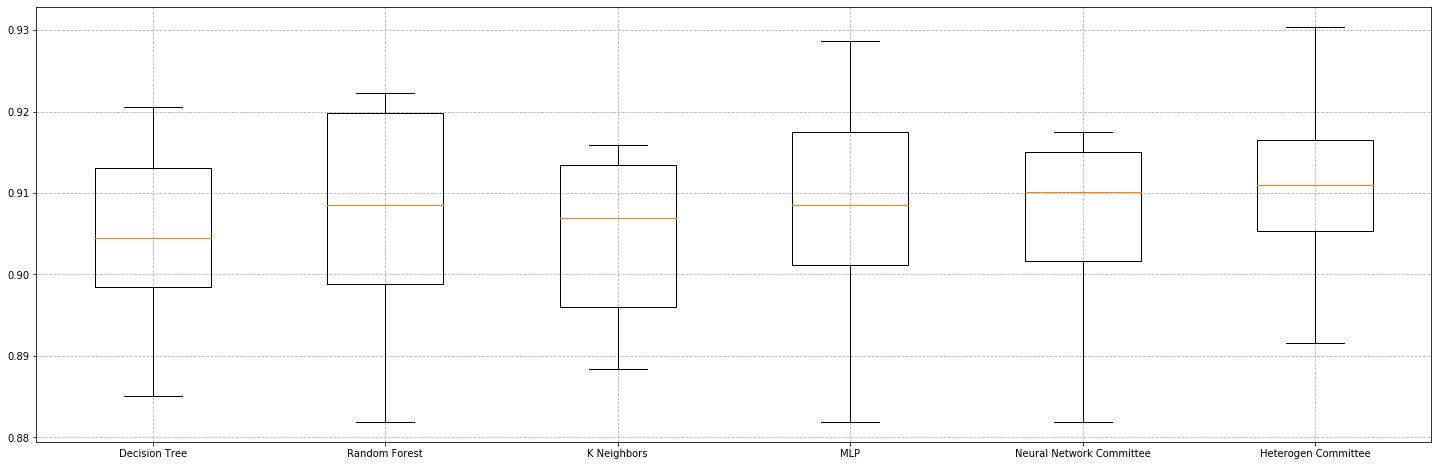 0.93
0.92
0.91
0.90
0.89
0.88
Decision Tree
Random Forest
K Neighbors
MLP
Neural Network Committee
Heterogen Committee